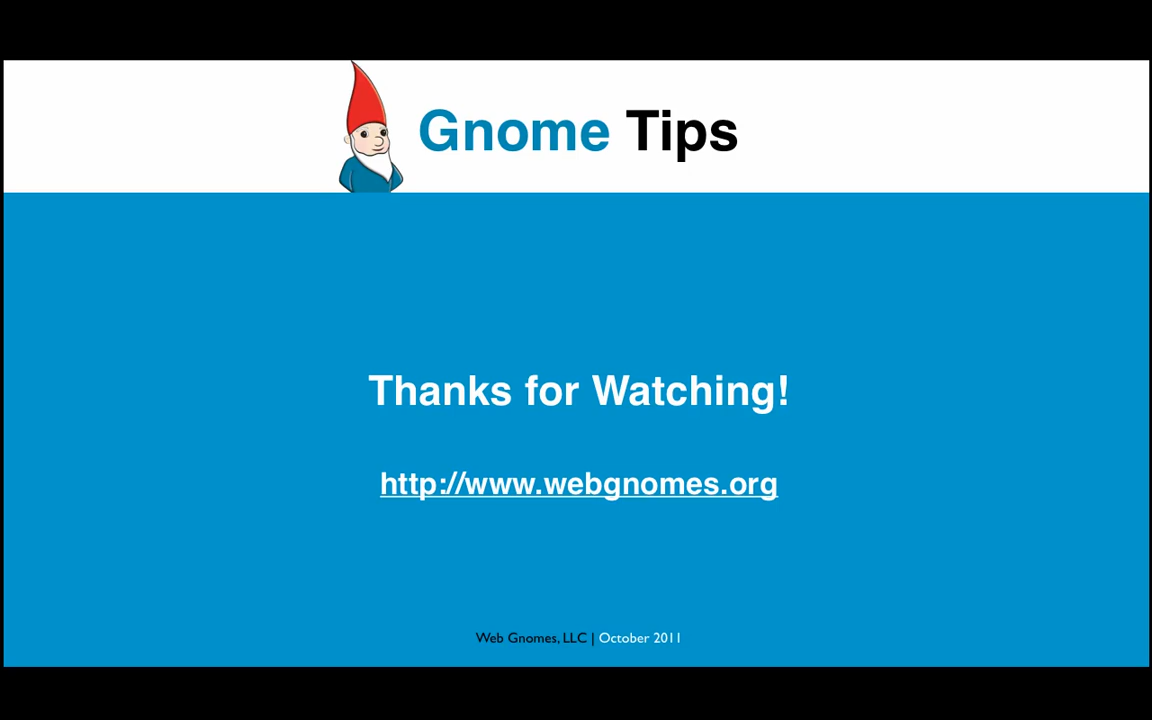 Gnome Tips
Thanks for Watching!
http://www.webgnomes.org
Web Gnomes, LLC | October 2011